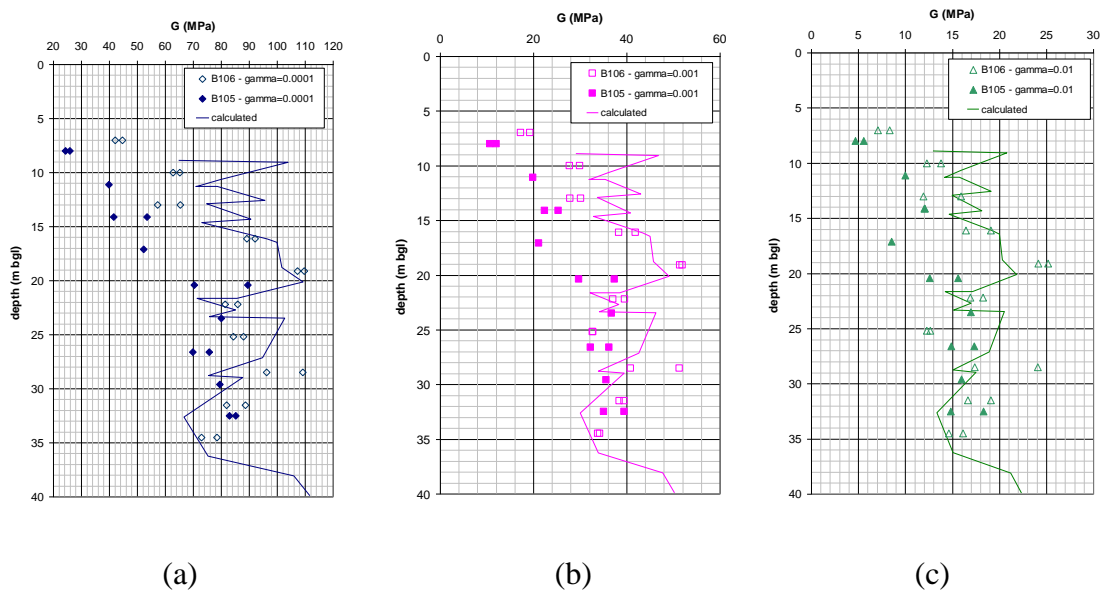 G (MPa)
20 30 40 50 60 70 80 90 100 110 120
0
5
10
15
20
25
30
35
40
depth (m bgl)
B106 - gamma=0.0001
B105 - gamma=0.0001
calculated
(a)
G (MPa)
0 20 40 60
0
5
10
15
20
25
30
35
40
depth (m bgl)
B106 - gamma=0.001
B105 - gamma=0.001
calculated
(b)
G (MPa)
0 5 10 15 20 25 30
0
5
10
15
20
25
30
35
40
depth (m bgl)
B106 - gamma=0.01
B105 - gamma=0.01
calculated
(c)